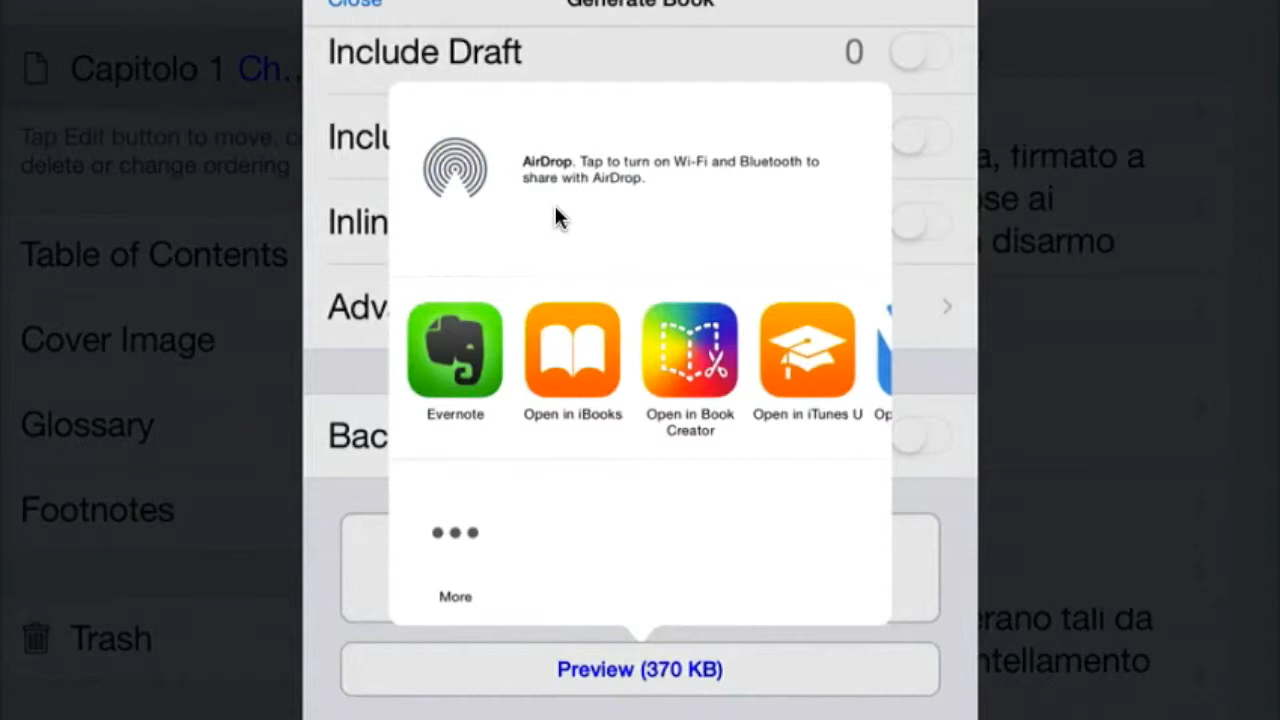 Close
Generate Book
Capitolo 1 Ch...
Tap Edit button to move, c
delete or change ordering
Table of Contents
Cover Image
Glossary
Footnotes
Trash
Include Draft 0
Inclu
Inlin
Adv
Bac
AirDrop. Tap to turn on Wi-Fi and Bluetooth to
share with AirDrop.
Evernote
Open in iBooks
Open in Book
Creator
Open in iTunes U
Op
More
Preview (370 KB)
a, firmato a
ose ai
disarmo
erano tali da
ntellamento